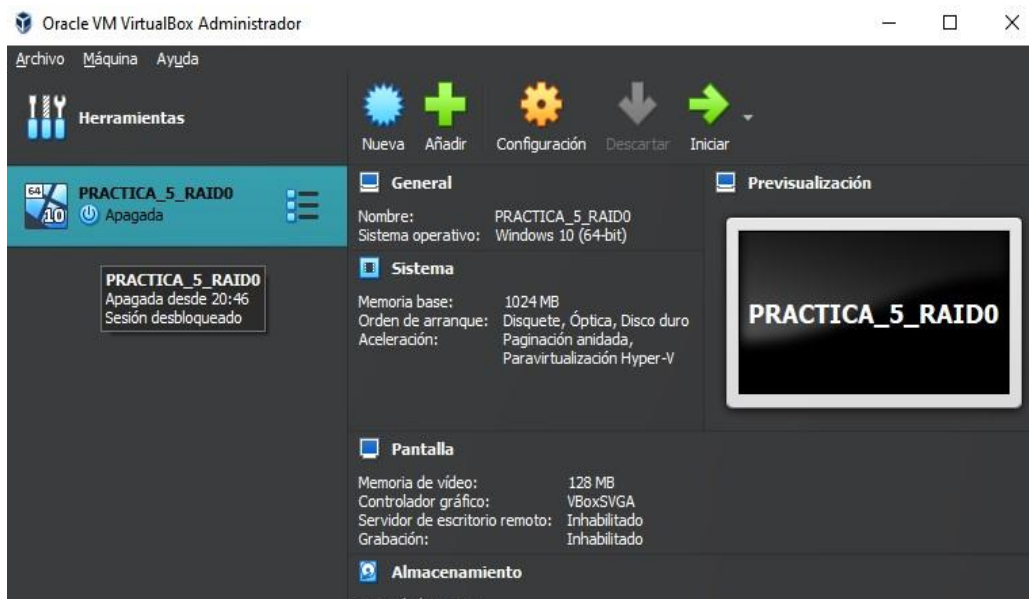 Oracle VM VirtualBox Administrador
Archivo Máquina Ayuda
Herramientas
Nueva Añadir Configuración Descartar Iniciar
64
10
PRACTICA_5_RAID0
Apagada
PRACTICA_5_RAID0
Apagada desde 20:46
Sesión desbloqueado
General
Nombre: PRACTICA_5_RAID0
Sistema operativo: Windows 10 (64-bit)
Sistema
Memoria base: 1024 MB
Orden de arranque: Disquete, Óptica, Disco duro
Aceleración: Paginación anidada,
Paravirtualización Hyper-V
Previsualización
PRACTICA_5_RAID0
Pantalla
Memoria de vídeo: 128 MB
Controlador gráfico: VBoxSVGA
Servidor de escritorio remoto: Inhabilitado
Grabación: Inhabilitado
Almacenamiento